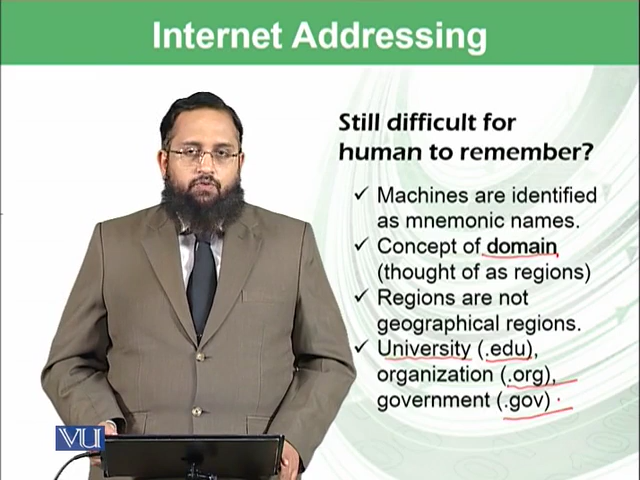 Internet Addressing
Still difficult for
human to remember?
✓ Machines are identified
as mnemonic names.
✓ Concept of domain
(thought of as regions)
✓ Regions are not
geographical regions.
✓ University (.edu),
organization (.org),
government (.gov)
VU